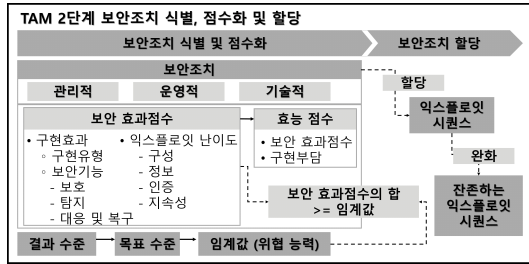 TAM 2단계 보안조치 식별, 점수화 및 할당
보안조치 식별 및 점수화
보안조치 할당
보안조치
관리적
운영적
기술적
할당
익스플로잇
시퀀스
완화
잔존하는
익스플로잇
시퀀스
보안 효과점수
• 구현효과
◦ 구현유형
◦ 보안기능
- 보호
- 탐지
- 대응 및 복구
• 익스플로잇 난이도
- 구성
- 정보
- 인증
- 지속성
효능 점수
• 보안 효과점수
• 구현부담
보안 효과점수의 합
>= 임계값
결과 수준
목표 수준
임계값 (위협 능력)